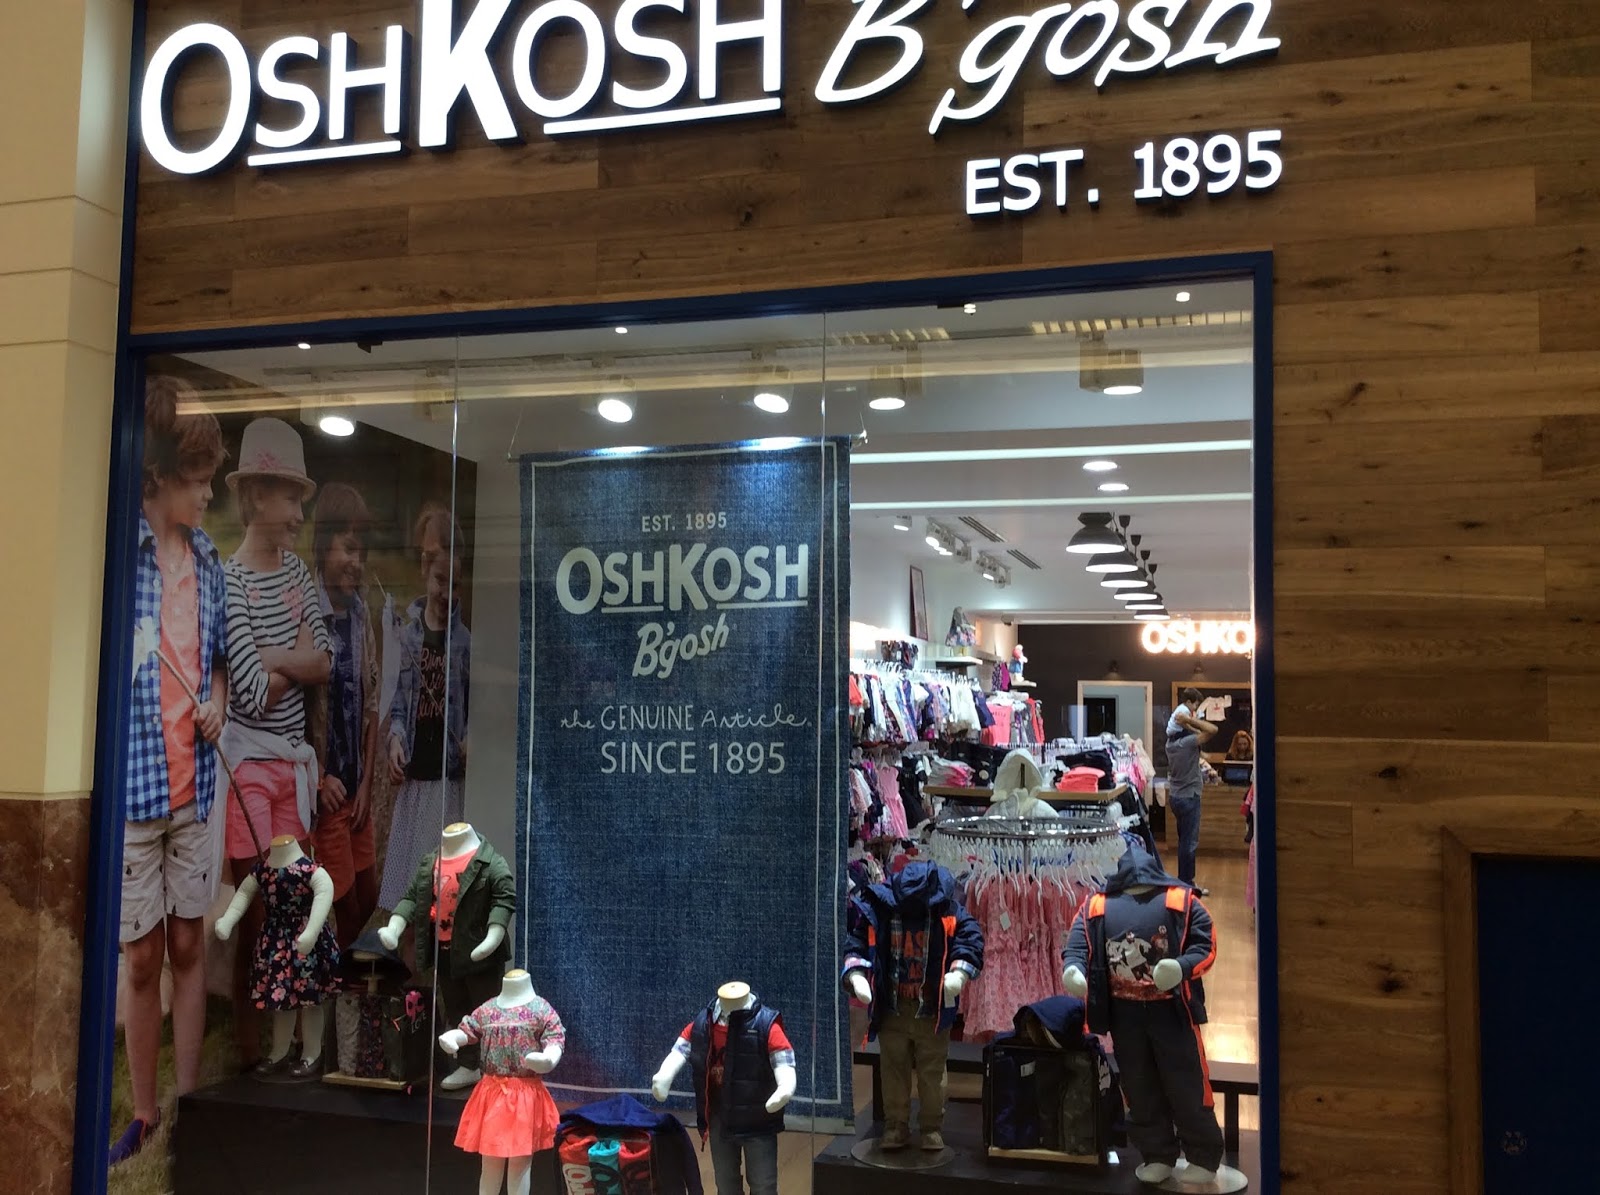 OSHKOSH B'gosh
EST. 1895
EST. 1895
OSHKOSH
B'gosh
the GENUINE Article.
SINCE 1895
OSHKO